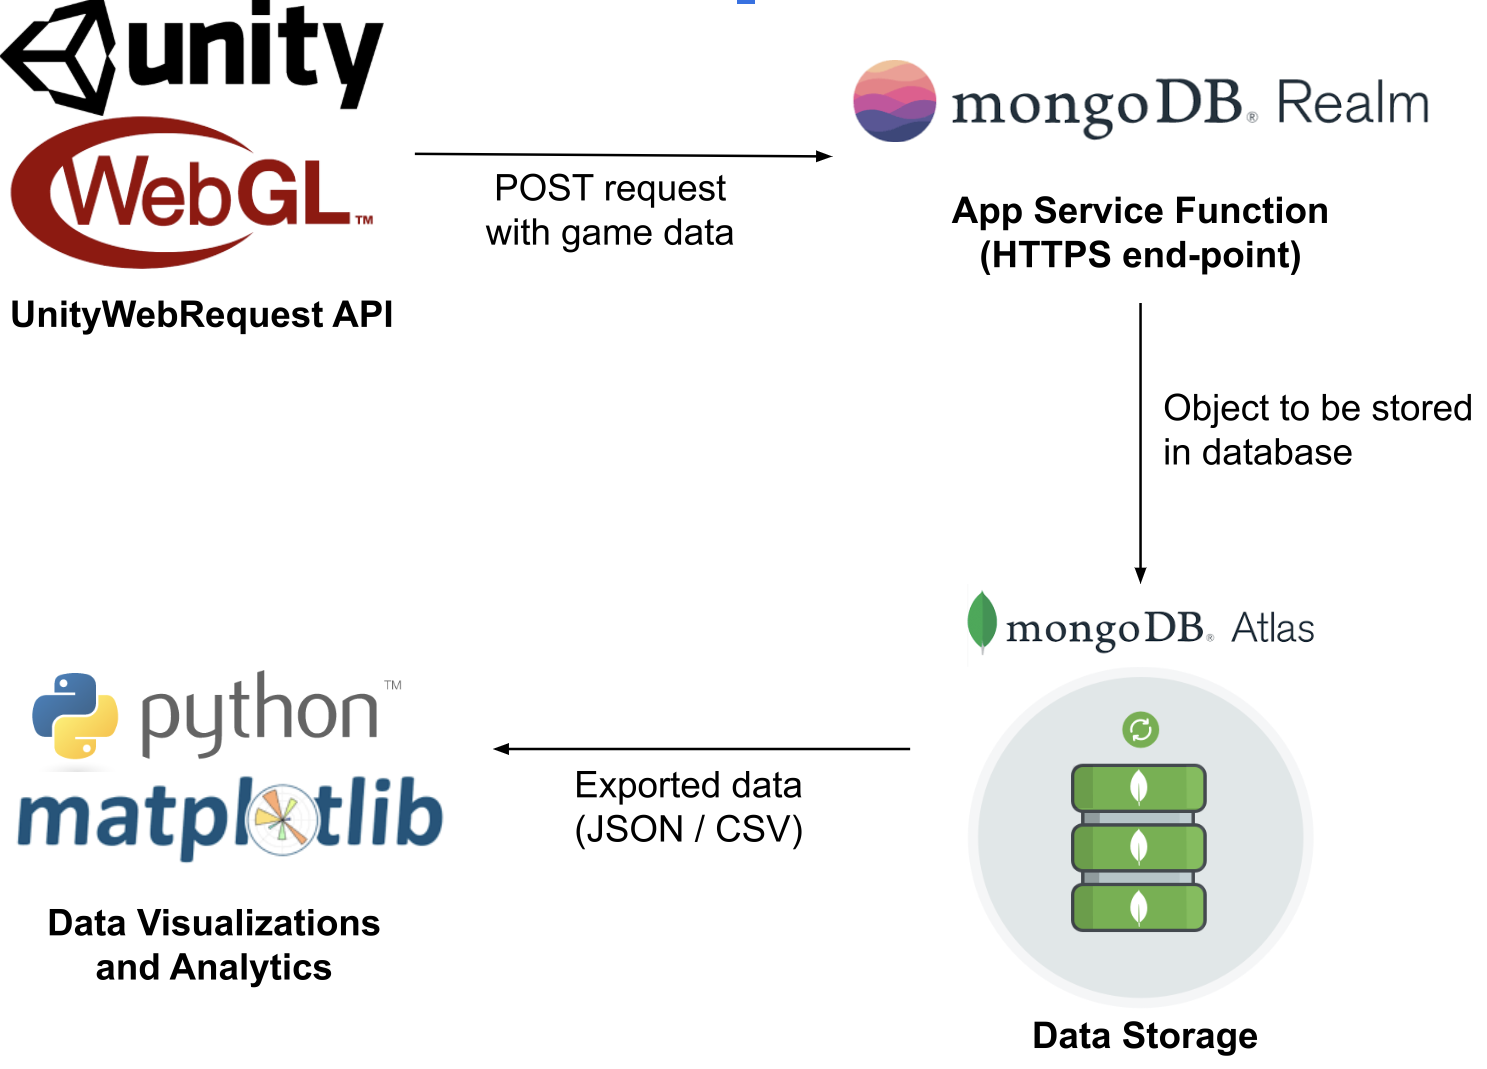 unity
WebGL™
UnityWebRequest API
POST request
with game data
mongoDB® Realm
App Service Function
(HTTPS end-point)
Object to be stored
in database
mongoDB® Atlas
Data Storage
Exported data
(JSON / CSV)
python™
matplotlib
Data Visualizations
and Analytics